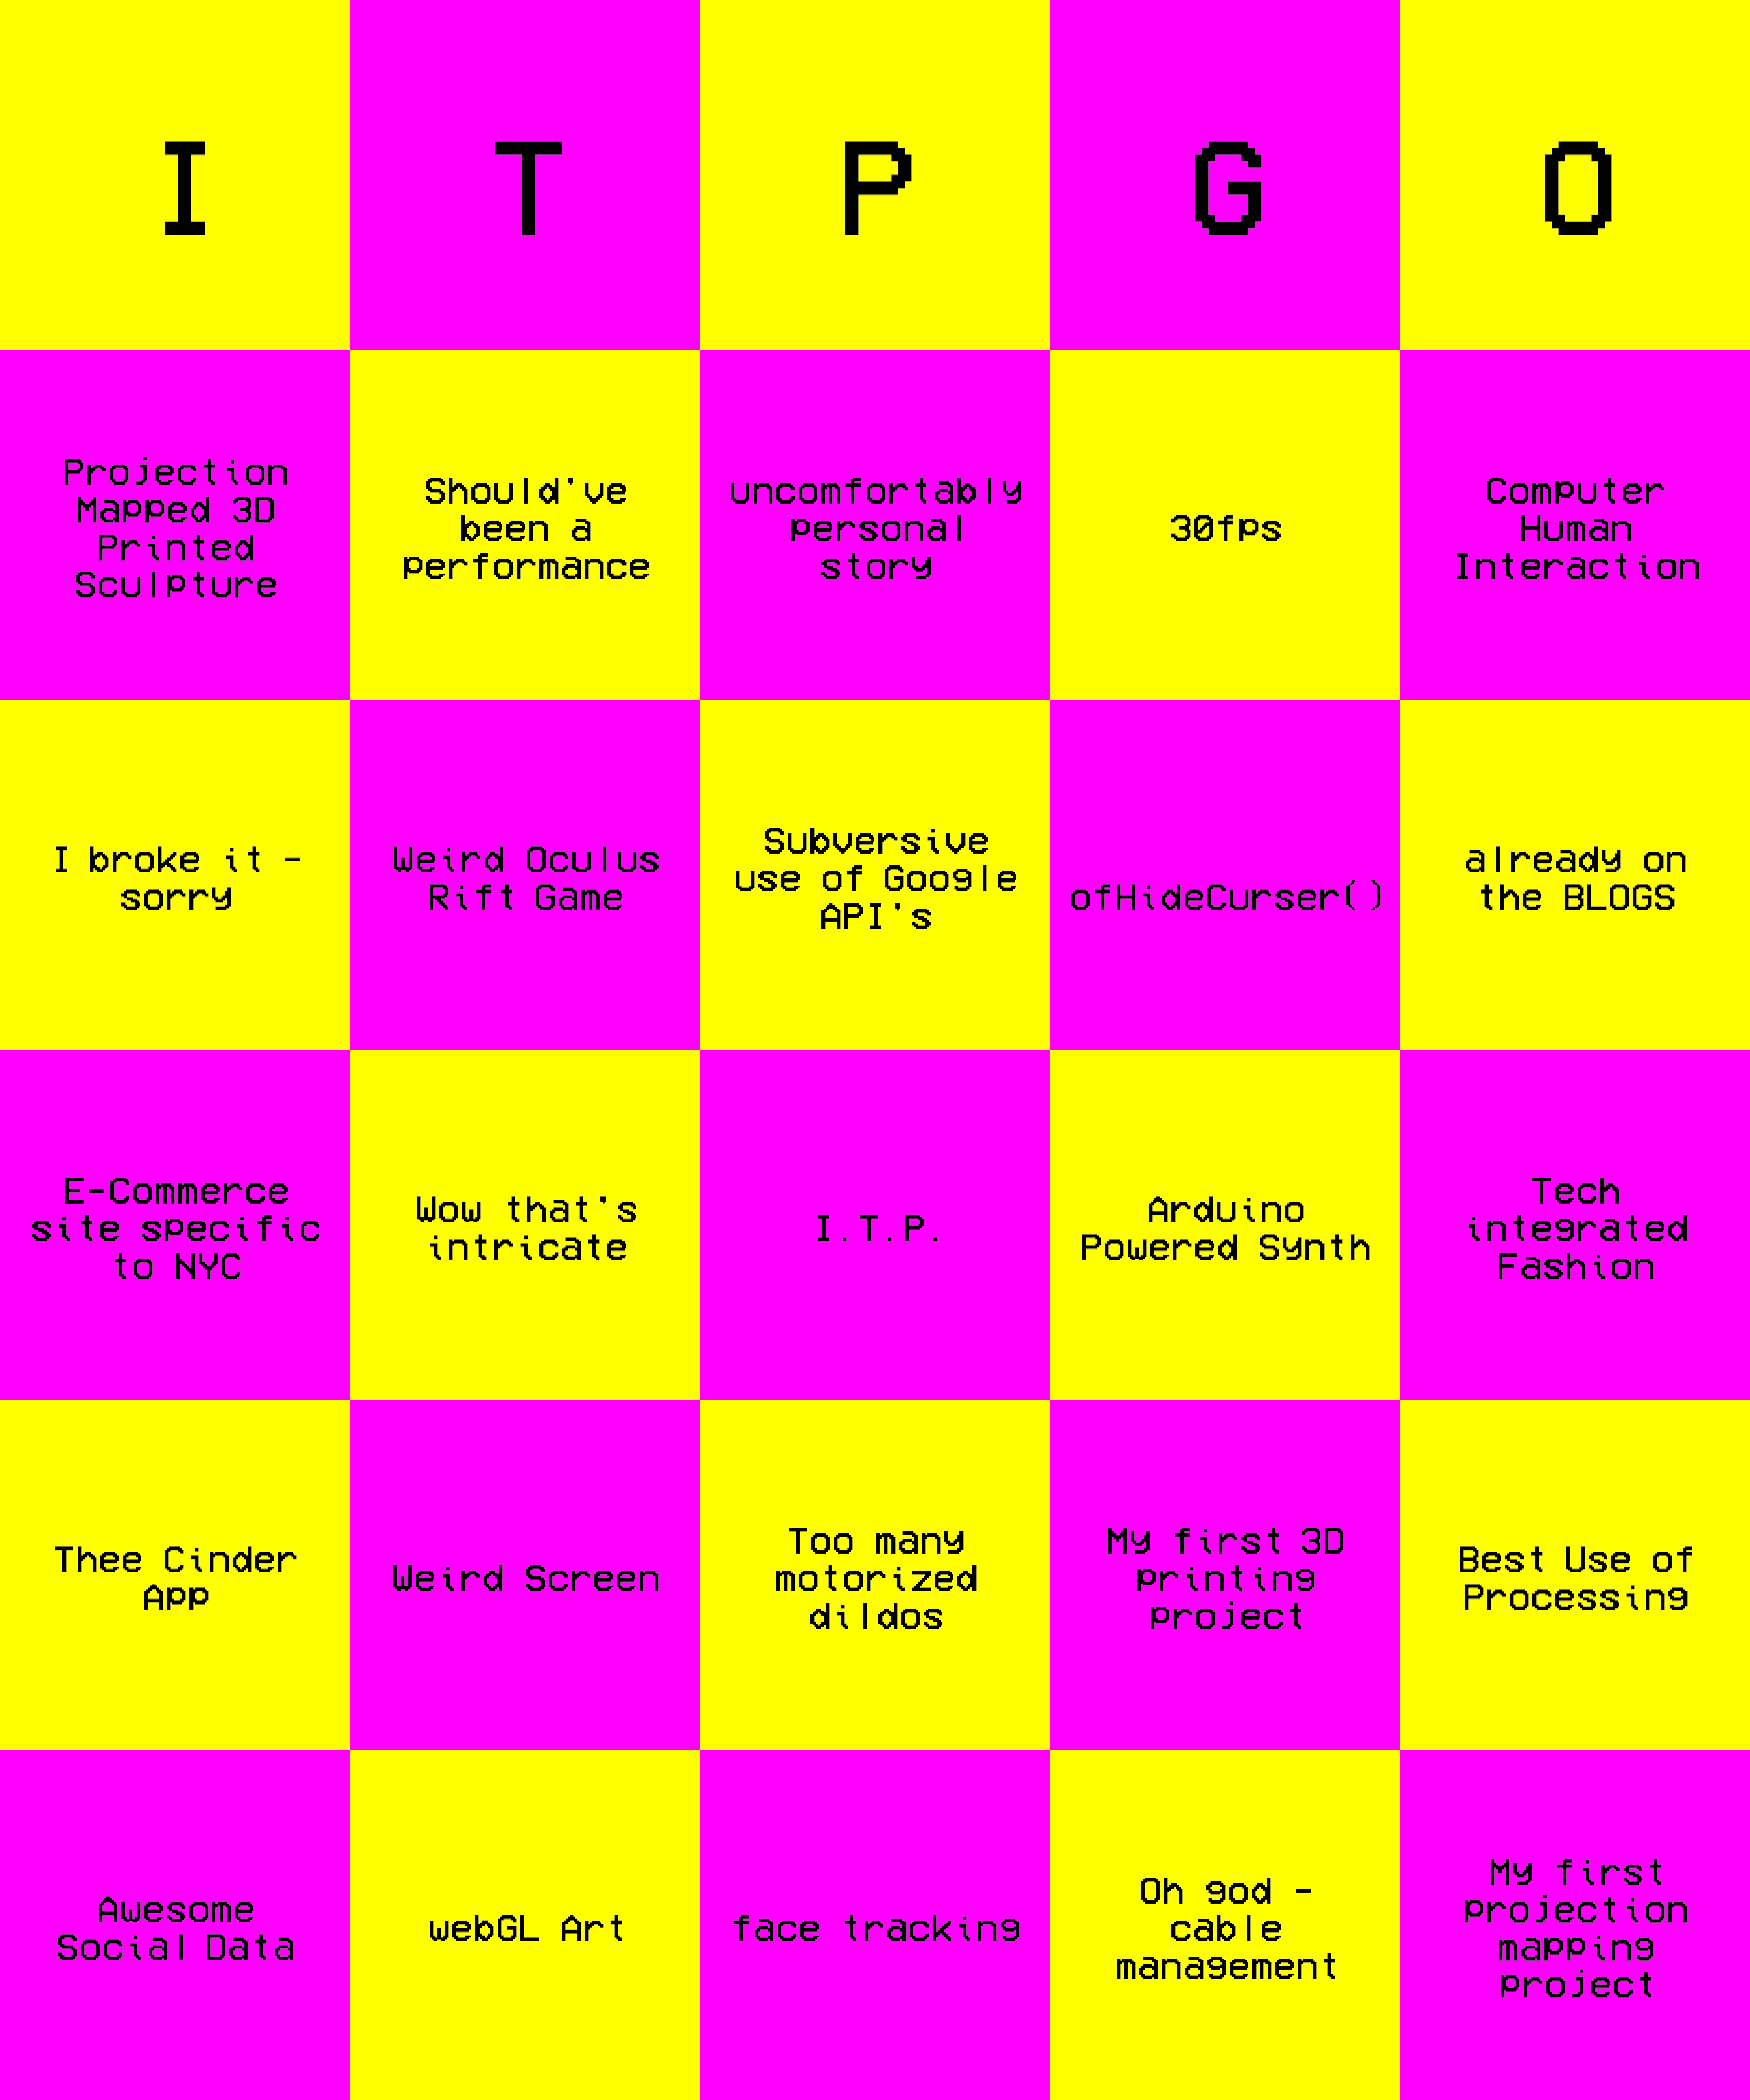 I T P G O
Projection
Mapped 3D
Printed
Sculpture
Should've
been a
performance
uncomfortably
personal
story
30fps
Computer
Human
Interaction
I broke it -
sorry
Weird Oculus
Rift Game
Subversive
use of Google
API's
ofHideCurser()
already on
the BLOGS
E-Commerce
site specific
to NYC
Wow that's
intricate
I.T.P.
Arduino
Powered Synth
Tech
integrated
Fashion
Thee Cinder
App
Weird Screen
Too many
motorized
dildos
My first 3D
printing
project
Best Use of
Processing
Awesome
Social Data
webGL Art
face tracking
Oh god -
cable
management
My first
projection
mapping
project